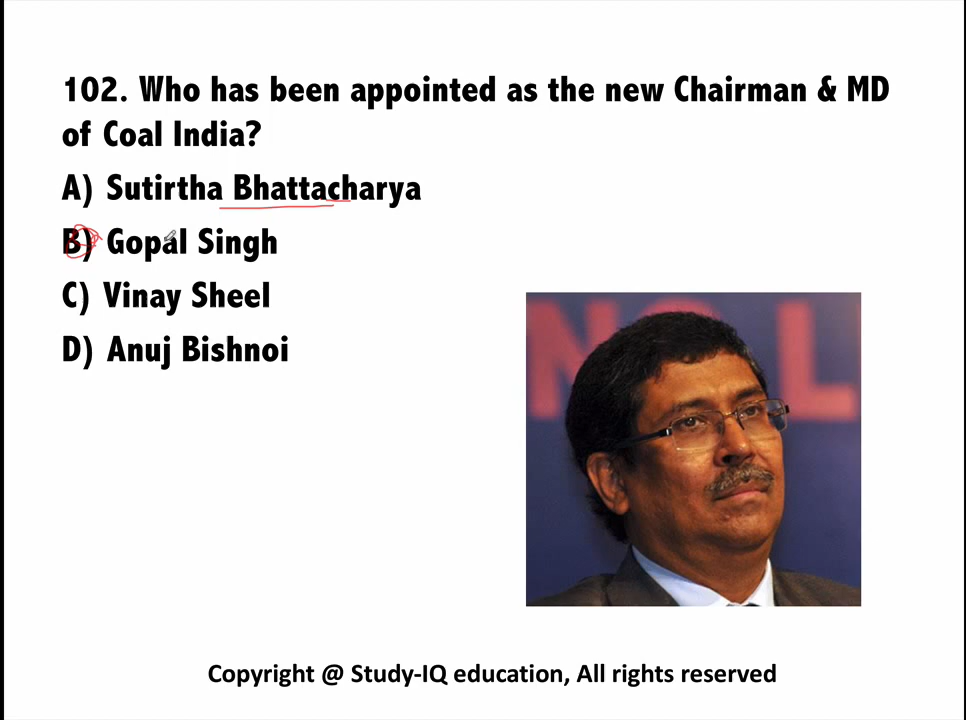 102. Who has been appointed as the new Chairman & MD
of Coal India?
A) Sutirtha Bhattacharya
B) Gopal Singh
C) Vinay Sheel
D) Anuj Bishnoi
N L
Copyright @ Study-IQ education, All rights reserved